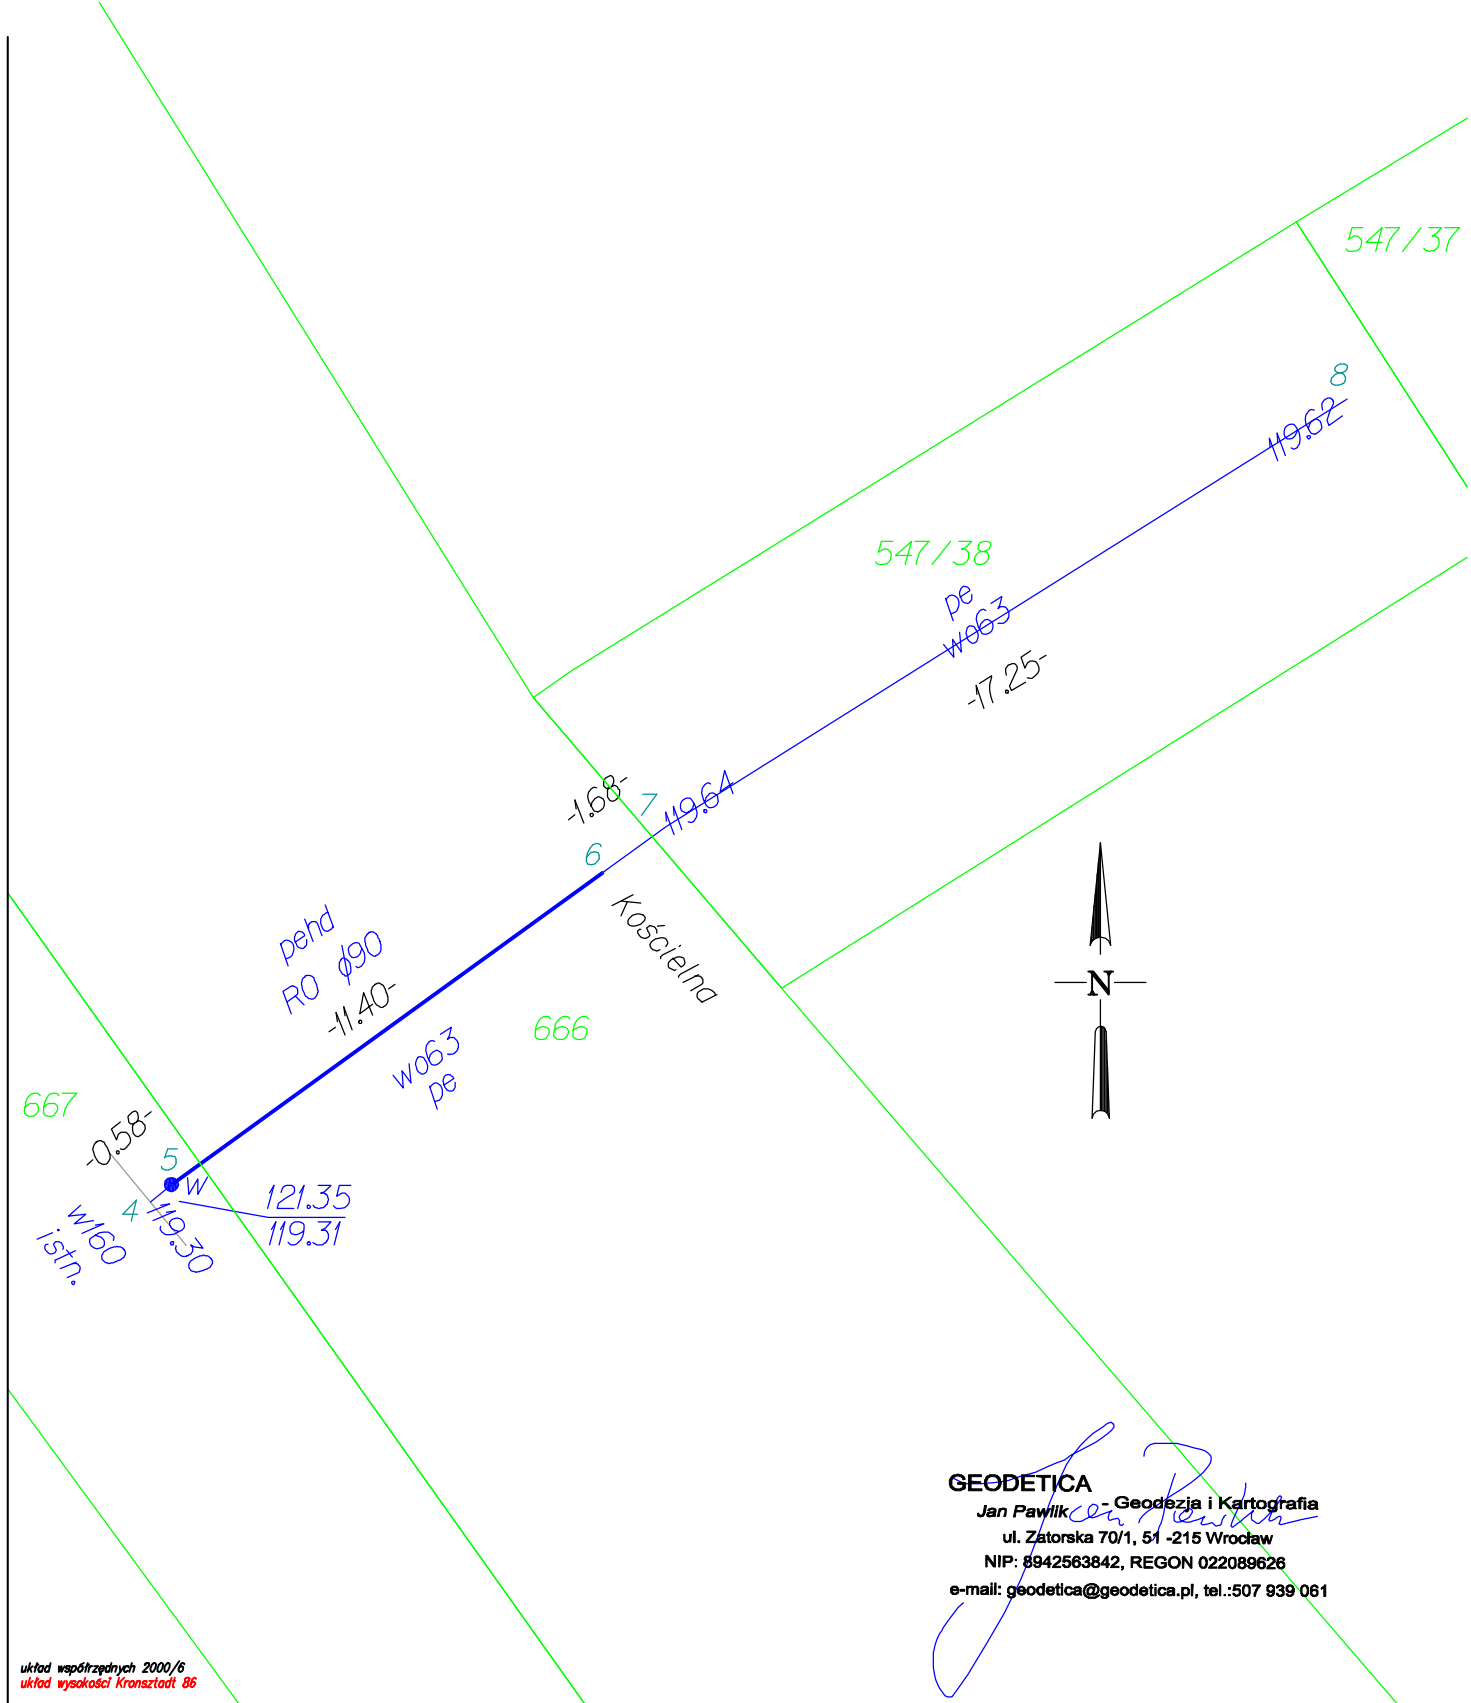 547/37
8
119.62
547/38
pe
wo63
-17.25-
-1.68-
7
119.64
6
Kościelna
pehd
RO ϕ90
-11.40-
666
wo63
pe
N
667
-0.58-
5
W
4
119.30
121.35
119.31
w160
istn.
GEODETICA
Jan Pawlik - Geodezja i Kartografia
ul. Zatorska 70/1, 51 -215 Wrocław
NIP: 8942563842, REGON 022089626
e-mail: geodetica@geodetica.pl, tel.:507 939 061
układ współrzędnych 2000/6
układ wysokości Kronsztadt 86